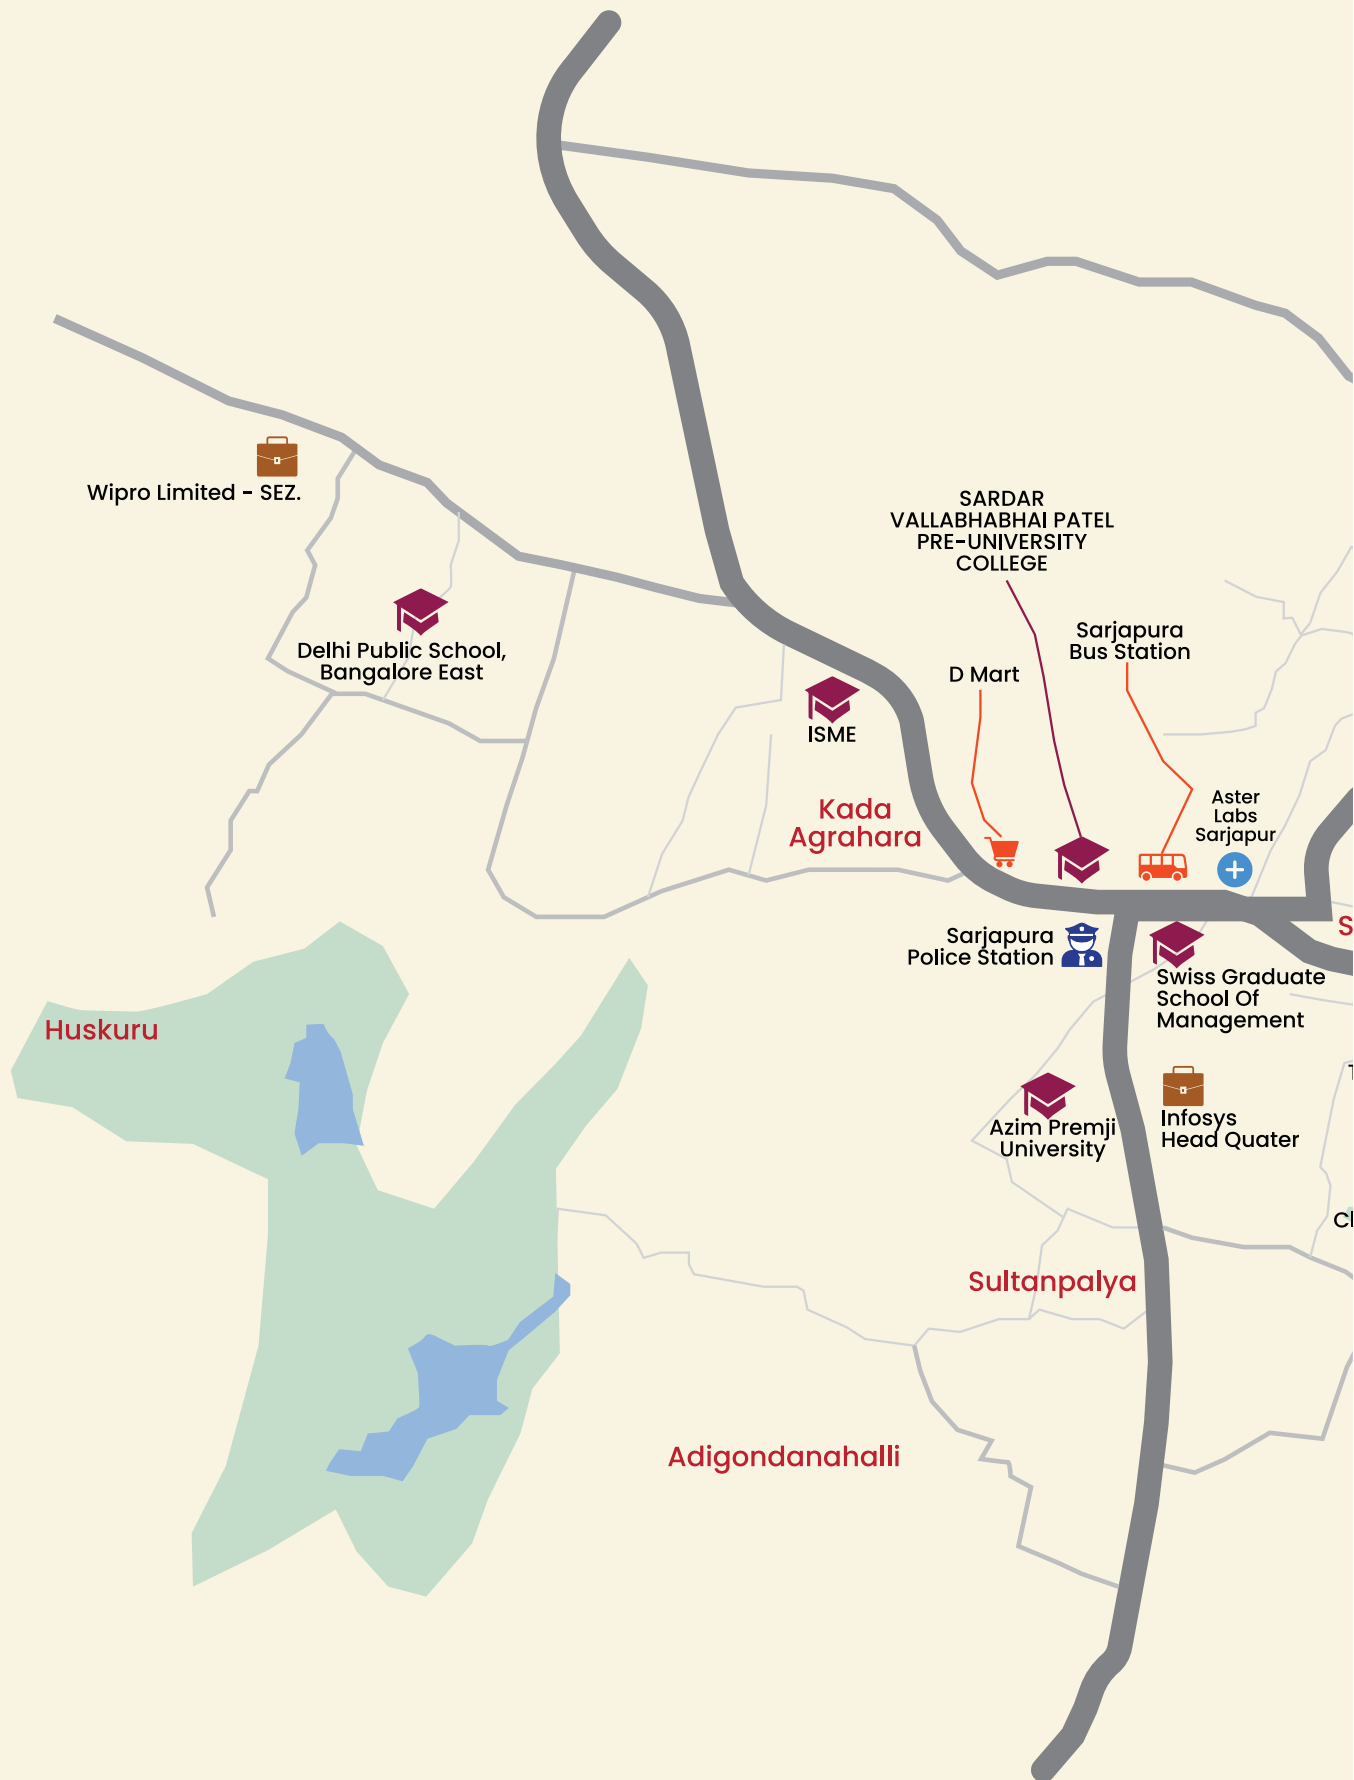 Wipro Limited - SEZ.
SARDAR
VALLABHABHAI PATEL
PRE-UNIVERSITY
COLLEGE
Delhi Public School,
Bangalore East
Sarjapura
Bus Station
D Mart
ISME
Kada
Agrahara
Aster
Labs
Sarjapur
Sarjapura
Police Station
Swiss Graduate
School Of
Management
Huskuru
Azim Premji
University
Infosys
Head Quater
Sultanpalya
Adigondanahalli